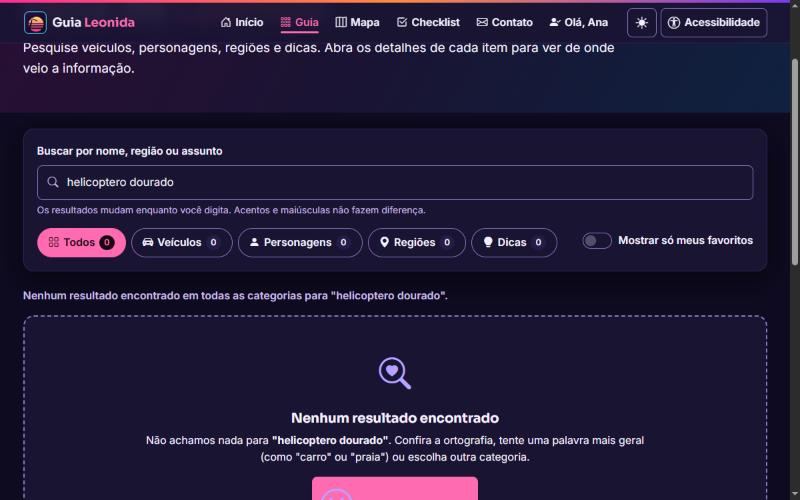 Guia Leonida
Início
Guia
Mapa
Checklist
Contato
Olá, Ana
Acessibilidade
Pesquise veículos, personagens, regiões e dicas. Abra os detalhes de cada item para ver de onde
veio a informação.
Buscar por nome, região ou assunto
helicoptero dourado
Os resultados mudam enquanto você digita. Acentos e maiúsculas não fazem diferença.
Todos 0
Veículos 0
Personagens 0
Regiões 0
Dicas 0
Mostrar só meus favoritos
Nenhum resultado encontrado em todas as categorias para "helicoptero dourado".
Nenhum resultado encontrado
Não achamos nada para "helicoptero dourado". Confira a ortografia, tente uma palavra mais geral
(como "carro" ou "praia") ou escolha outra categoria.